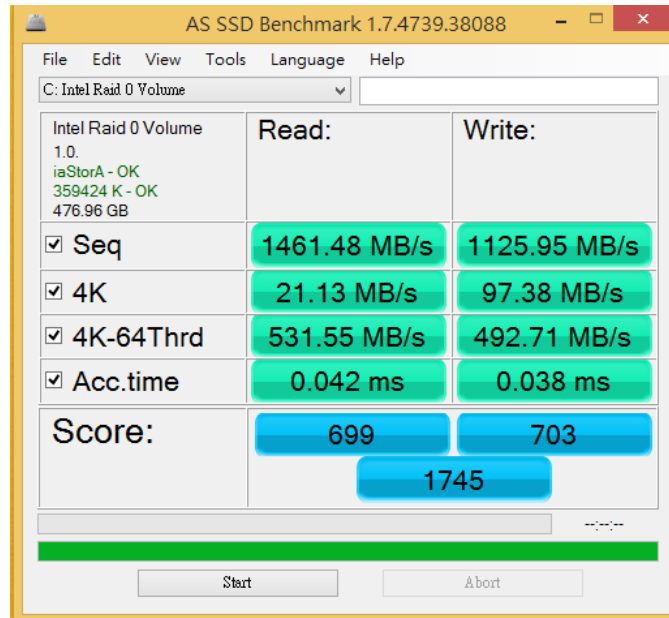 AS SSD Benchmark 1.7.4739.38088
File Edit View Tools Language Help
C: Intel Raid 0 Volume
Intel Raid 0 Volume
1.0.
iaStorA - OK
359424 K - OK
476.96 GB
Read:
Write:
Seq
1461.48 MB/s
1125.95 MB/s
4K
21.13 MB/s
97.38 MB/s
4K-64Thrd
531.55 MB/s
492.71 MB/s
Acc.time
0.042 ms
0.038 ms
Score:
699
703
1745
--:--:--
Start
Abort